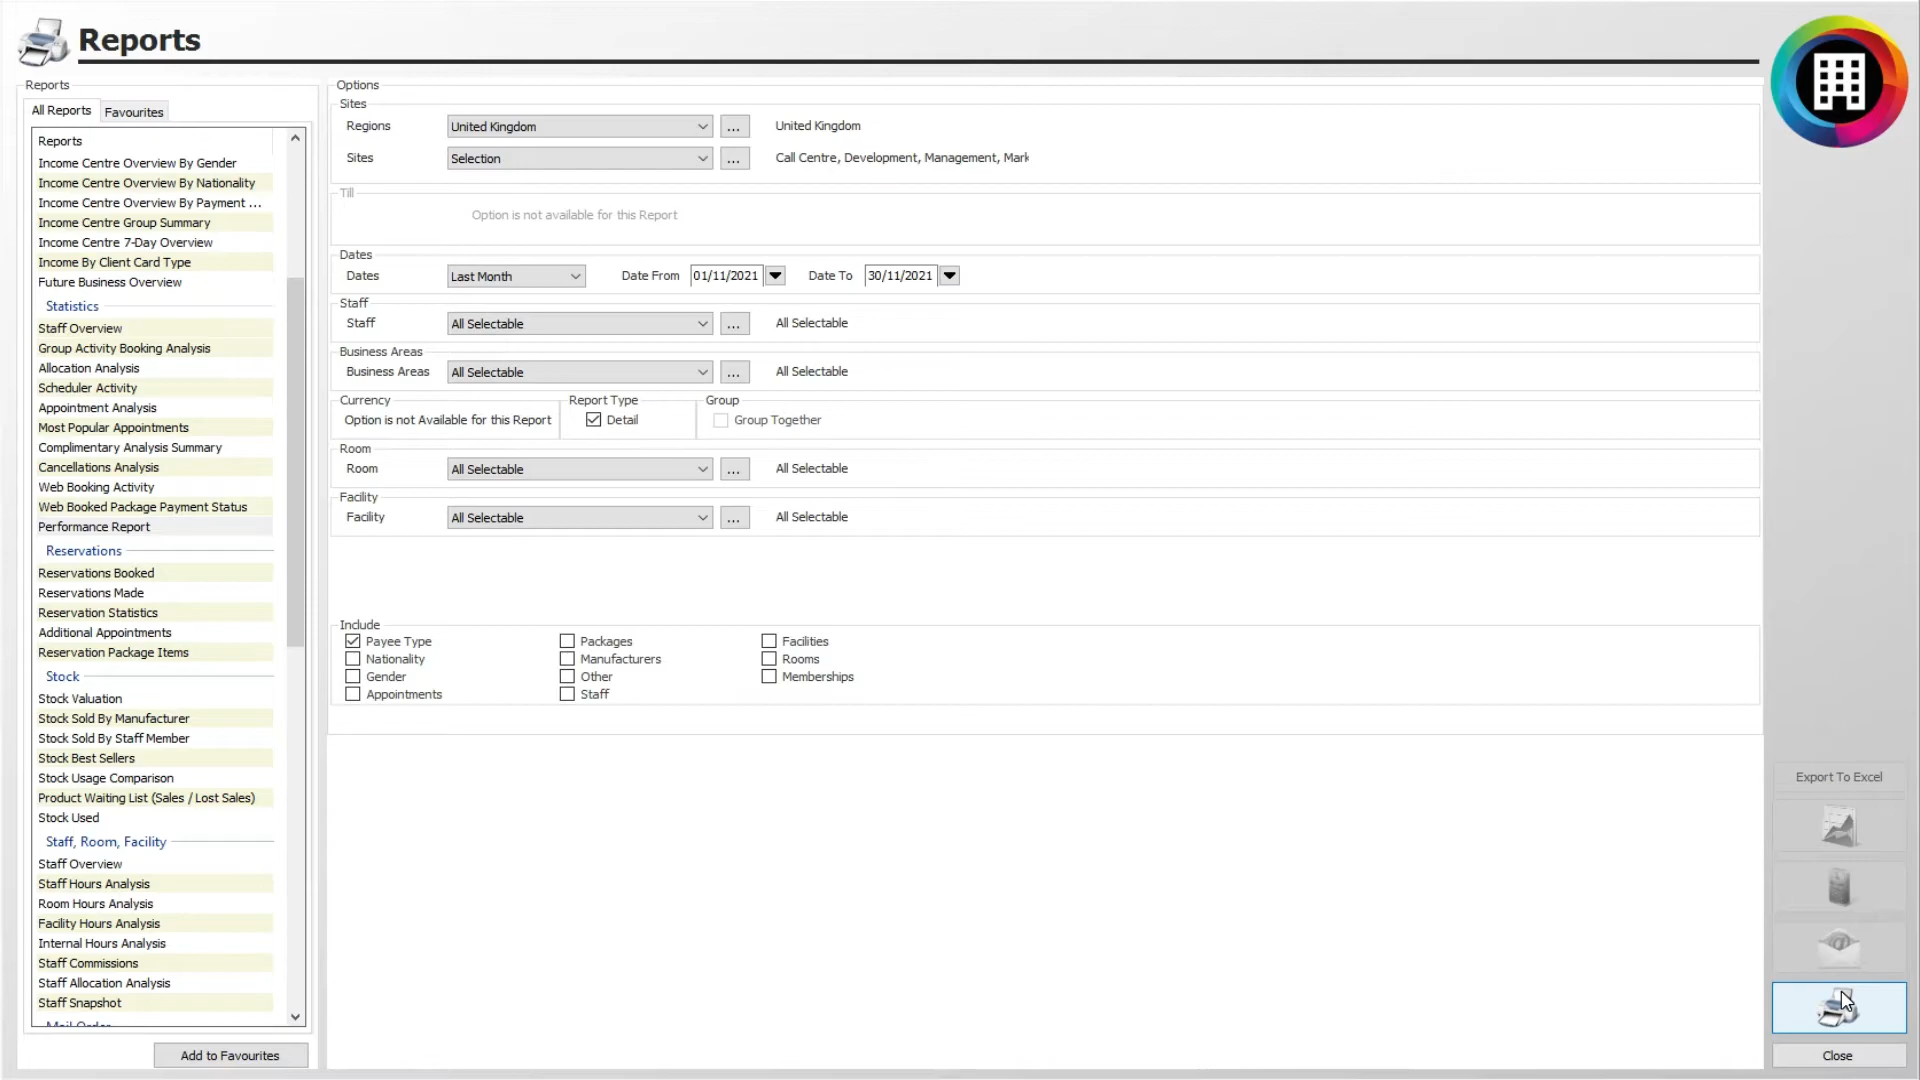 Reports
Reports
All Reports
Favourites
Reports
Income Centre Overview By Gender
Income Centre Overview By Nationality
Income Centre Overview By Payment ...
Income Centre Group Summary
Income Centre 7-Day Overview
Income By Client Card Type
Future Business Overview
Statistics
Staff Overview
Group Activity Booking Analysis
Allocation Analysis
Scheduler Activity
Appointment Analysis
Most Popular Appointments
Complimentary Analysis Summary
Cancellations Analysis
Web Booking Activity
Web Booked Package Payment Status
Performance Report
Reservations
Reservations Booked
Reservations Made
Reservation Statistics
Additional Appointments
Reservation Package Items
Stock
Stock Valuation
Stock Sold By Manufacturer
Stock Sold By Staff Member
Stock Best Sellers
Stock Usage Comparison
Product Waiting List (Sales / Lost Sales)
Stock Used
Staff, Room, Facility
Staff Overview
Staff Hours Analysis
Room Hours Analysis
Facility Hours Analysis
Internal Hours Analysis
Staff Commissions
Staff Allocation Analysis
Staff Snapshot
Mail Order
Add to Favourites
Options
Sites
Regions United Kingdom ... United Kingdom
Sites Selection ... Call Centre, Development, Management, Mark
Till
Option is not available for this Report
Dates
Dates Last Month Date From 01/11/2021 Date To 30/11/2021
Staff
Staff All Selectable ... All Selectable
Business Areas
Business Areas All Selectable ... All Selectable
Currency Report Type Group
Option is not Available for this Report Detail Group Together
Room
Room All Selectable ... All Selectable
Facility
Facility All Selectable ... All Selectable
Include
Payee Type Packages Facilities
Nationality Manufacturers Rooms
Gender Other Memberships
Appointments Staff
Export To Excel
@
Close